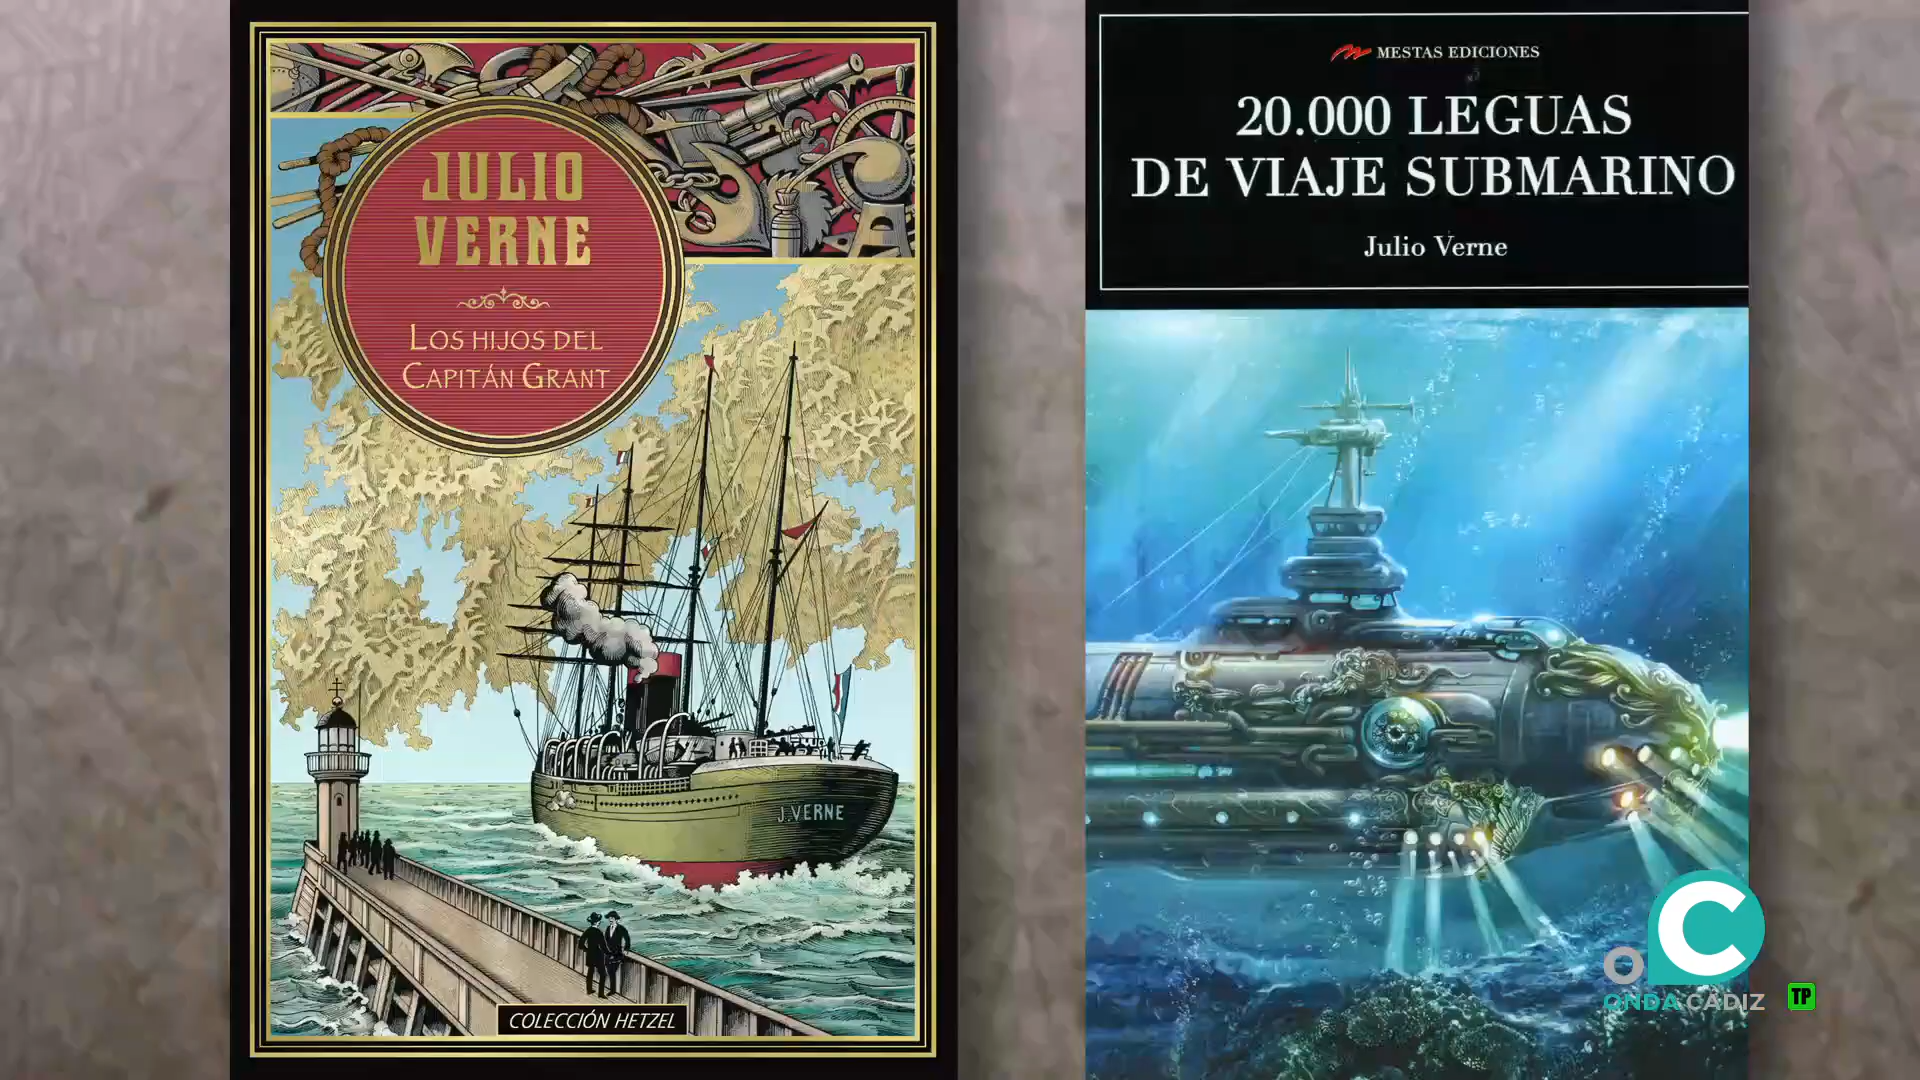 JULIO
VERNE
LOS HIJOS DEL
CAPITÁN GRANT
J.VERNE
COLECCIÓN HETZEL
MESTAS EDICIONES
20.000 LEGUAS
DE VIAJE SUBMARINO
Julio Verne
O C
ONDA CÁDIZ
TP